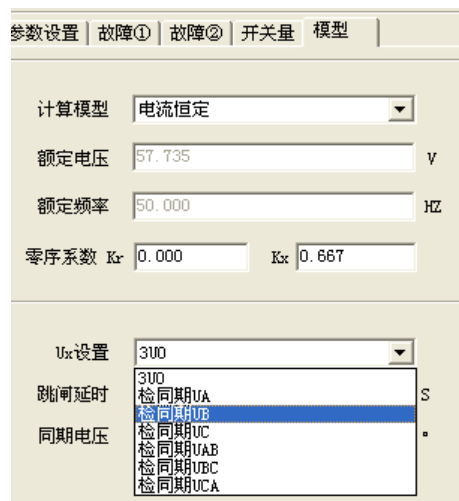 参数设置 故障① 故障② 开关量 模型
计算模型 电流恒定
额定电压 57.735 V
额定频率 50.000 HZ
零序系数 Kr 0.000 Kx 0.667
Ux设置 3U0
3U0
跳闸延时 检同期UA S
检同期UB
同期电压 检同期UC °
检同期UAB
检同期UBC
检同期UCA